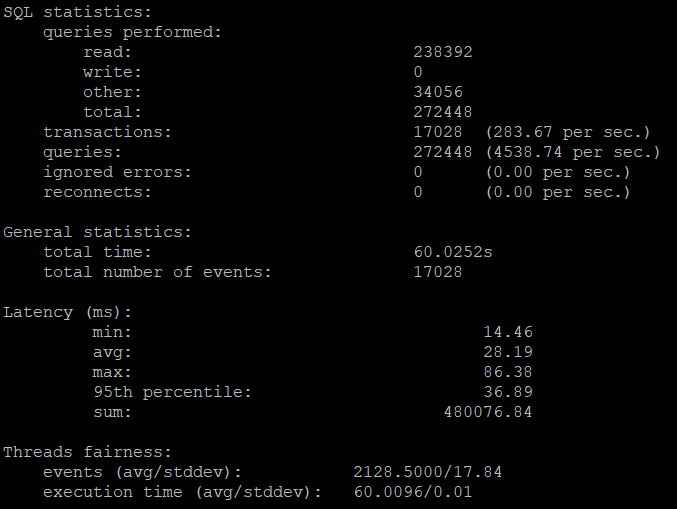 SQL statistics:
queries performed:
read: 238392
write: 0
other: 34056
total: 272448
transactions: 17028 (283.67 per sec.)
queries: 272448 (4538.74 per sec.)
ignored errors: 0 (0.00 per sec.)
reconnects: 0 (0.00 per sec.)
General statistics:
total time: 60.0252s
total number of events: 17028
Latency (ms):
min: 14.46
avg: 28.19
max: 86.38
95th percentile: 36.89
sum: 480076.84
Threads fairness:
events (avg/stddev): 2128.5000/17.84
execution time (avg/stddev): 60.0096/0.01